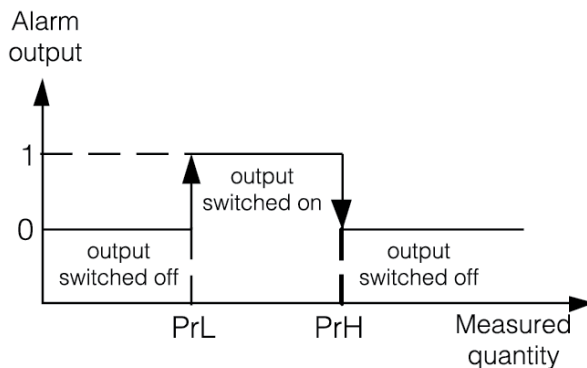 Alarm
output
1
output
switched on
0
output
switched off
output
switched off
PrL
PrH
Measured
quantity